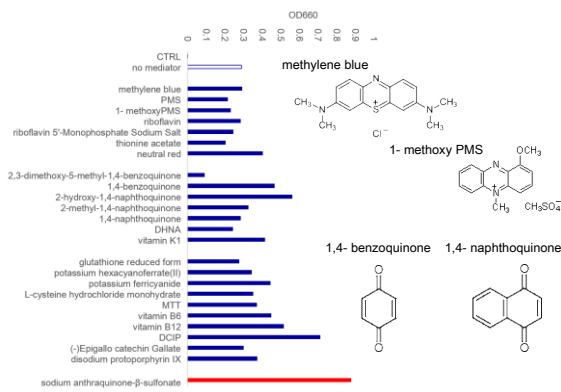 OD660
0 0.1 0.2 0.3 0.4 0.5 0.6 0.7 0.8 0.9 1
CTRL
no mediator
methylene blue
PMS
1- methoxyPMS
riboflavin
riboflavin 5'-Monophosphate Sodium Salt
thionine acetate
neutral red
2,3-dimethoxy-5-methyl-1,4-benzoquinone
1,4-benzoquinone
2-hydroxy-1,4-naphthoquinone
2-methyl-1,4-naphthoquinone
1,4-naphthoquinone
DHNA
vitamin K1
glutathione reduced form
potassium hexacyanoferrate(II)
potassium ferricyanide
L-cysteine hydrochloride monohydrate
MTT
vitamin B6
vitamin B12
DCIP
(-)Epigallo catechin Gallate
disodium protoporphyrin IX
sodium anthraquinone-β-sulfonate
methylene blue
N
H₃C N S⁺ N CH₃
CH₃ CH₃
Cl⁻
1- methoxy PMS
OCH₃
N
N⁺
CH₃ CH₃SO₄⁻
1,4- benzoquinone
O
O
1,4- naphthoquinone
O
O